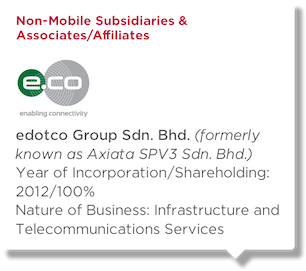 Non-Mobile Subsidiaries &
Associates/Affiliates
e.co
enabling connectivity
edotco Group Sdn. Bhd. (formerly
known as Axiata SPV3 Sdn. Bhd.)
Year of Incorporation/Shareholding:
2012/100%
Nature of Business: Infrastructure and
Telecommunications Services